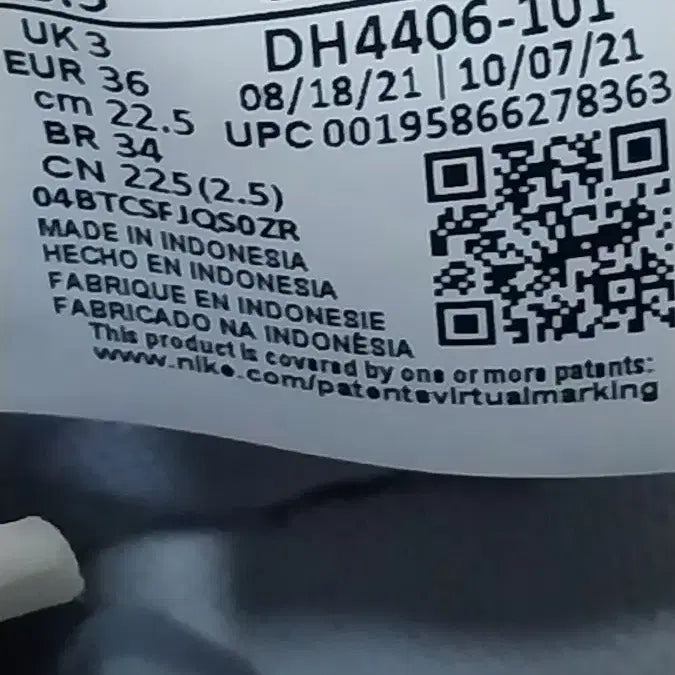 UK 3
EUR 36
cm 22.5
BR 34
CN 225(2.5)
04BTCSFJQS0ZR
MADE IN INDONESIA
HECHO EN INDONESIA
FABRIQUE EN INDONESIE
FABRICADO NA INDONÉSIA
DH4406-101
08/18/21 | 10/07/21
UPC 00195866278363
This product is covered by one or more patents:
www.nike.com/patentsvirtualmarking